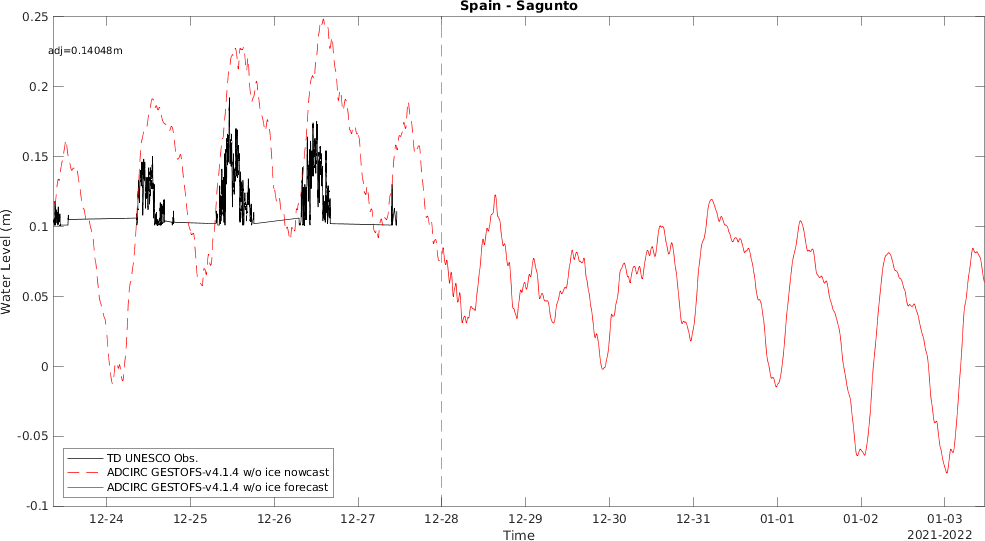 Spain - Sagunto
adj=0.14048m
0.25
0.2
0.15
0.1
0.05
0
-0.05
-0.1
Water Level (m)
TD UNESCO Obs.
ADCIRC GESTOFS-v4.1.4 w/o ice nowcast
ADCIRC GESTOFS-v4.1.4 w/o ice forecast
12-24 12-25 12-26 12-27 12-28 12-29 12-30 12-31 01-01 01-02 01-03
Time
2021-2022